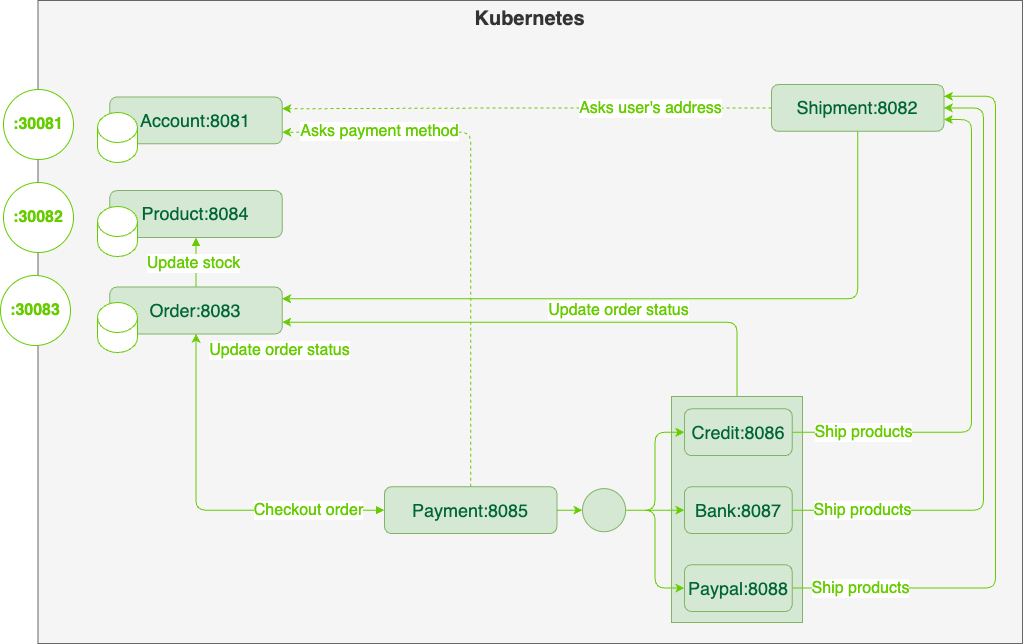 Kubernetes
:30081
Account:8081
Asks user's address
Shipment:8082
Asks payment method
:30082
Product:8084
Update stock
:30083
Order:8083
Update order status
Update order status
Credit:8086
Ship products
Checkout order
Payment:8085
Bank:8087
Ship products
Paypal:8088
Ship products